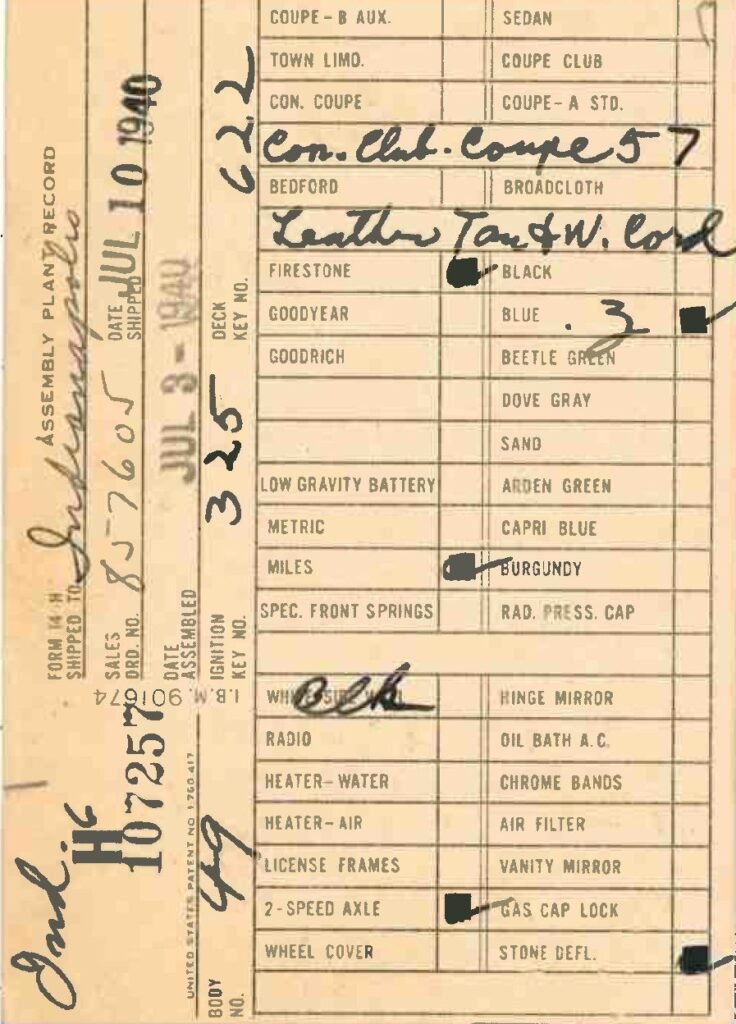 COUPE-B AUX. SEDAN
TOWN LIMO. COUPE CLUB
CON. COUPE COUPE-A STD.
Con. Club. Coupe 57
BEDFORD BROADCLOTH
Leather Tan & W. Cord
FIRESTONE BLACK
GOODYEAR BLUE . 3
GOODRICH BEETLE GREEN
DOVE GRAY
SAND
LOW GRAVITY BATTERY ARDEN GREEN
METRIC CAPRI BLUE
MILES BURGUNDY
SPEC. FRONT SPRINGS RAD. PRESS. CAP
HINGE MIRROR
RADIO OIL BATH A.C.
HEATER-WATER CHROME BANDS
HEATER-AIR AIR FILTER
LICENSE FRAMES VANITY MIRROR
2-SPEED AXLE GAS CAP LOCK
WHEEL COVER STONE DEFL.
FORM 14-H ASSEMBLY PLANT RECORD
SHIPPED TO Indianapolis
SALES ORD. NO. 857605 DATE SHIPPED JUL 10 1940
DATE ASSEMBLED JUL 3 - 1940
IGNITION KEY NO. 325 DECK KEY NO. 622
I.B.M. 901674
Ind.
H 6
107257
UNITED STATES PATENT NO. 1 760 417
BODY NO. 49